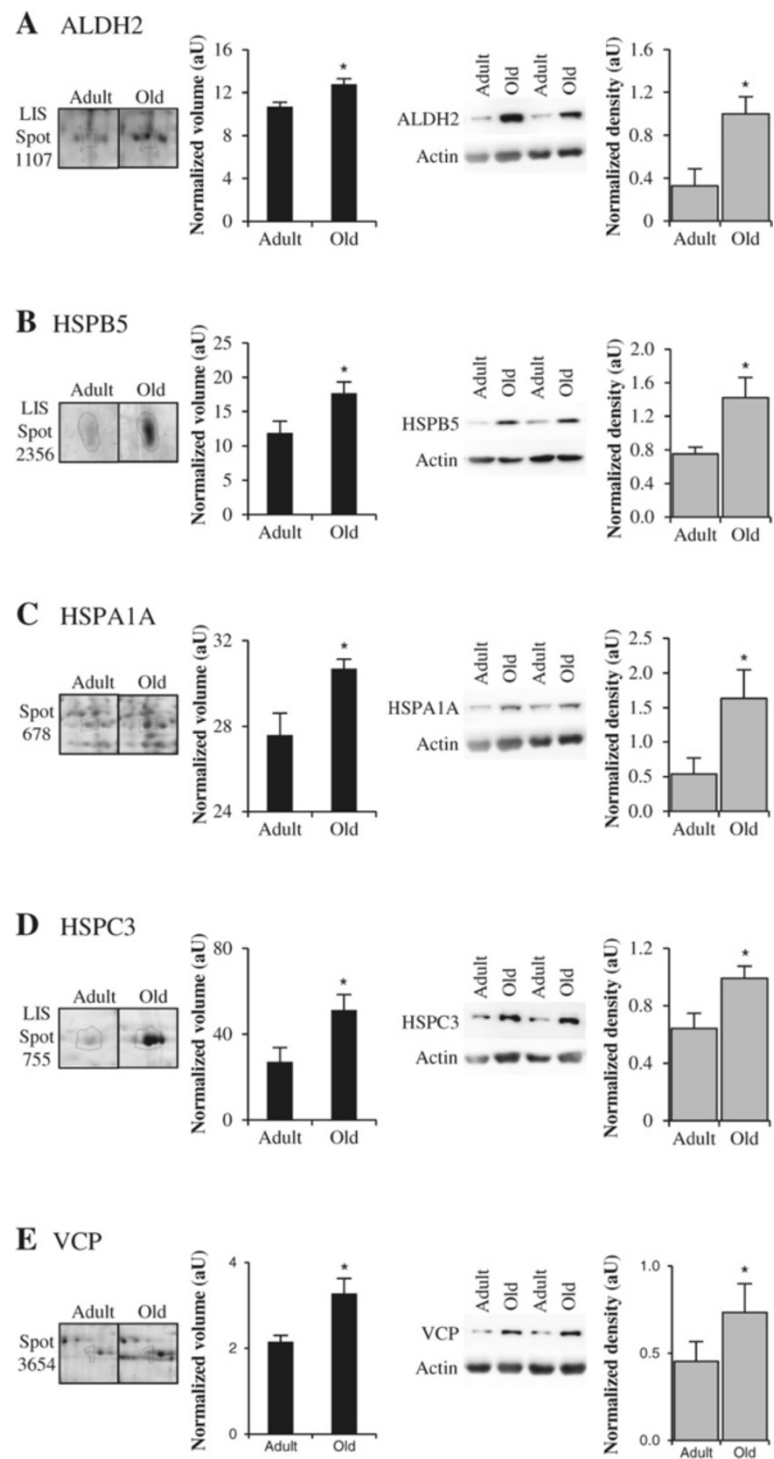 A ALDH2
Adult Old
LIS
Spot
1107
Normalized volume (aU)
16
12
8
4
0
*
Adult Old
Adult Old Adult Old
ALDH2
Actin
Normalized density (aU)
1.6
1.2
0.8
0.4
0
*
Adult Old
B HSPB5
Adult Old
LIS
Spot
2356
Normalized volume (aU)
25
20
15
10
5
0
*
Adult Old
Adult Old Adult Old
HSPB5
Actin
Normalized density (aU)
2.0
1.6
1.2
0.8
0.4
0.0
*
Adult Old
C HSPA1A
Adult Old
Spot
678
Normalized volume (aU)
32
28
24
*
Adult Old
Adult Old Adult Old
HSPA1A
Actin
Normalized density (aU)
2.5
2.0
1.5
1.0
0.5
0.0
*
Adult Old
D HSPC3
Adult Old
LIS
Spot
755
Normalized volume (aU)
80
40
0
*
Adult Old
Adult Old Adult Old
HSPC3
Actin
Normalized density (aU)
1.2
0.8
0.4
0
*
Adult Old
E VCP
Adult Old
Spot
3654
Normalized volume (aU)
4
2
0
*
Adult Old
Adult Old Adult Old
VCP
Actin
Normalized density (aU)
1.0
0.5
0.0
*
Adult Old